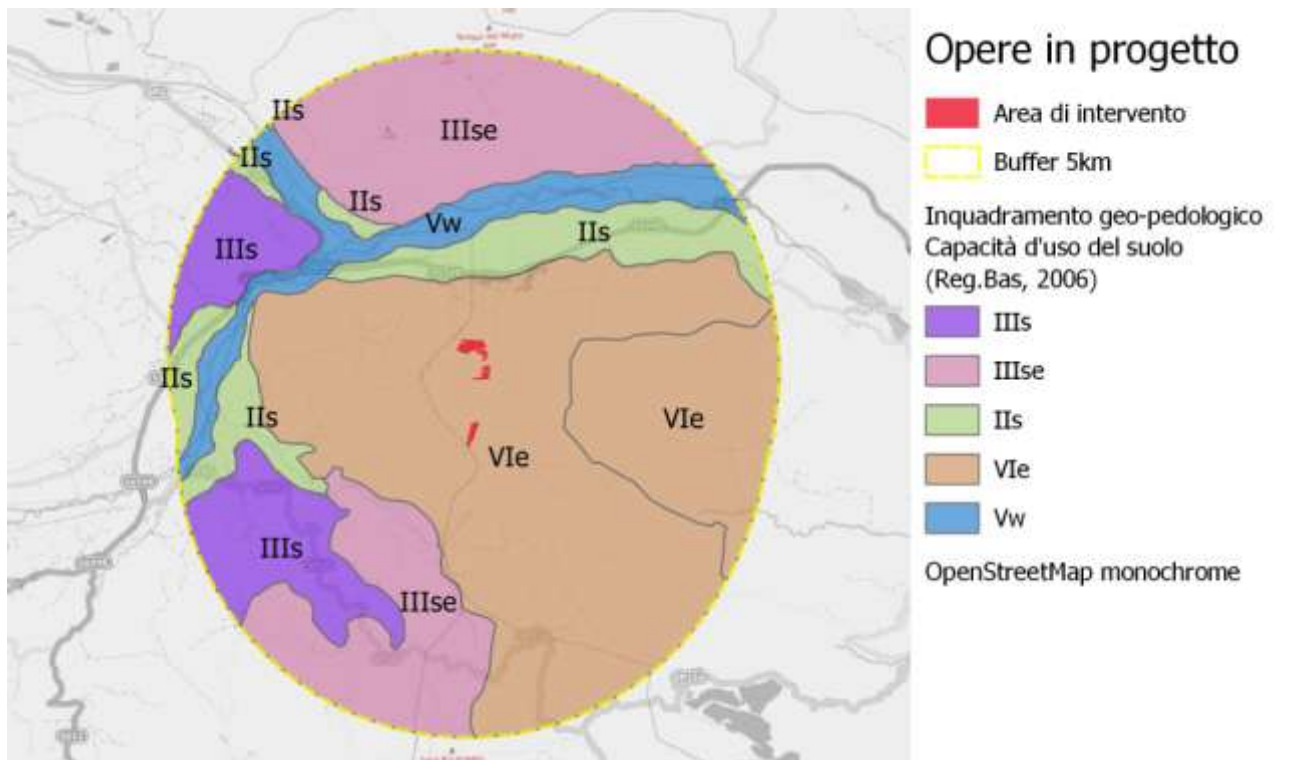 Opere in progetto
Area di intervento
Buffer 5km
Inquadramento geo-pedologico
Capacità d'uso del suolo
(Reg.Bas, 2006)
IIIs
IIIse
IIs
VIe
Vw
OpenStreetMap monochrome
IIs
IIIse
IIs
IIs
Vw
IIs
IIIs
IIs
IIs
VIe
VIe
IIIs
IIIse